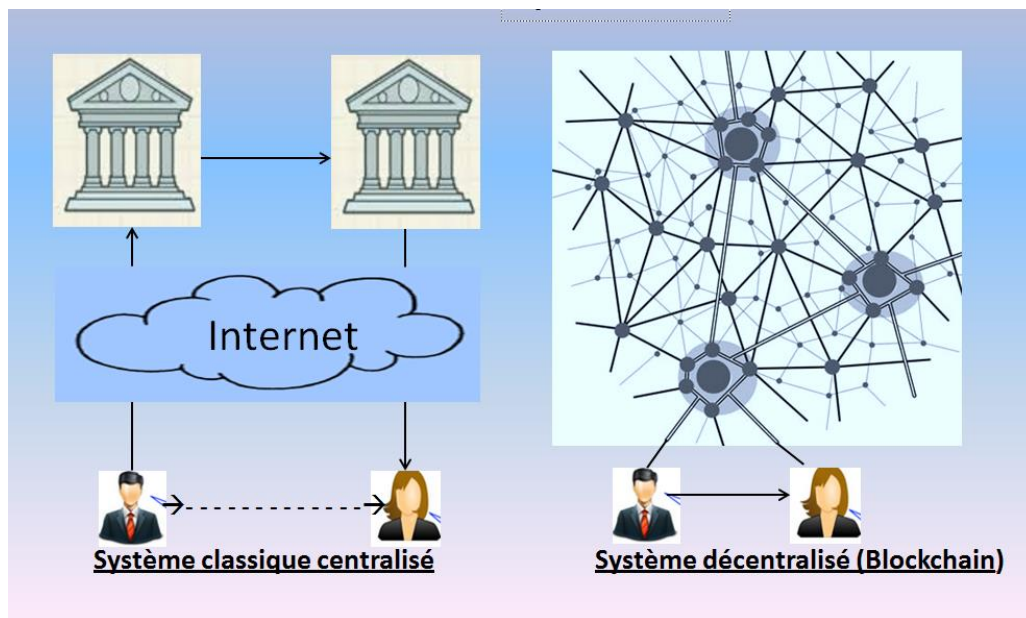 Internet
Système classique centralisé
Système décentralisé (Blockchain)